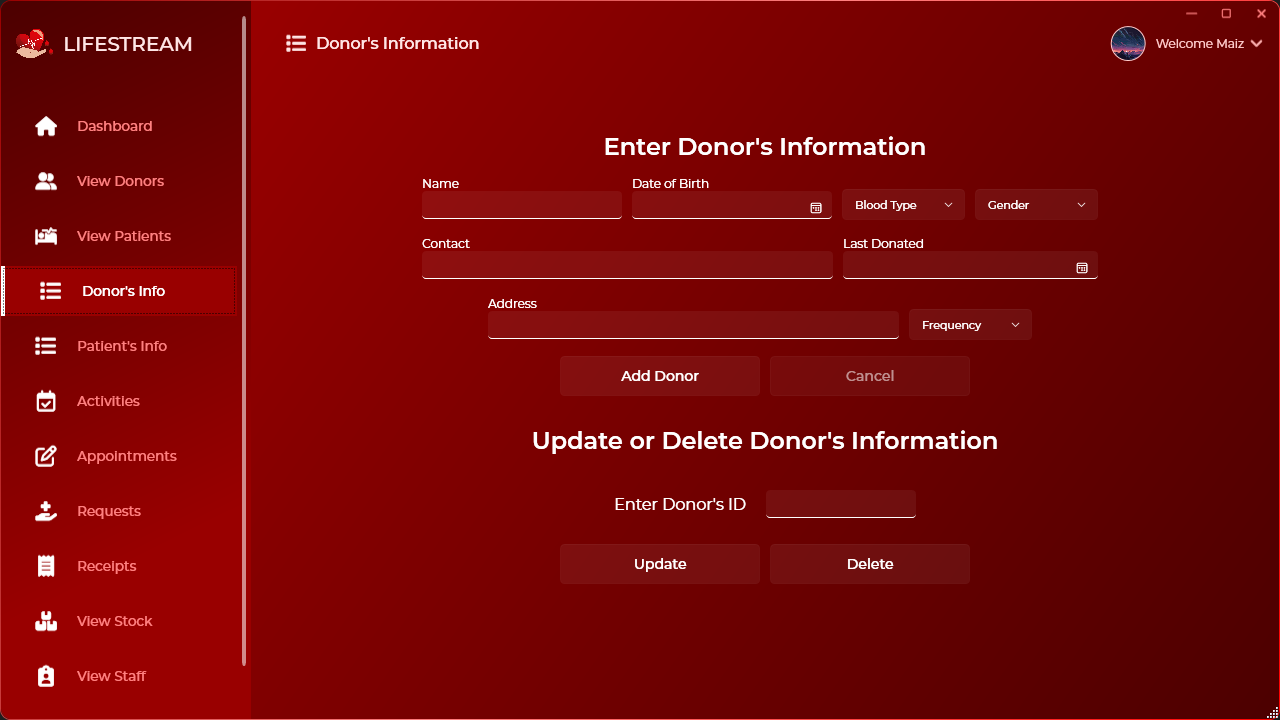 LIFESTREAM
Donor's Information
Welcome Maiz
Dashboard
View Donors
View Patients
Donor's Info
Patient's Info
Activities
Appointments
Requests
Receipts
View Stock
View Staff
Enter Donor's Information
Name
Date of Birth
Blood Type
Gender
Contact
Last Donated
Address
Frequency
Add Donor
Cancel
Update or Delete Donor's Information
Enter Donor's ID
Update
Delete